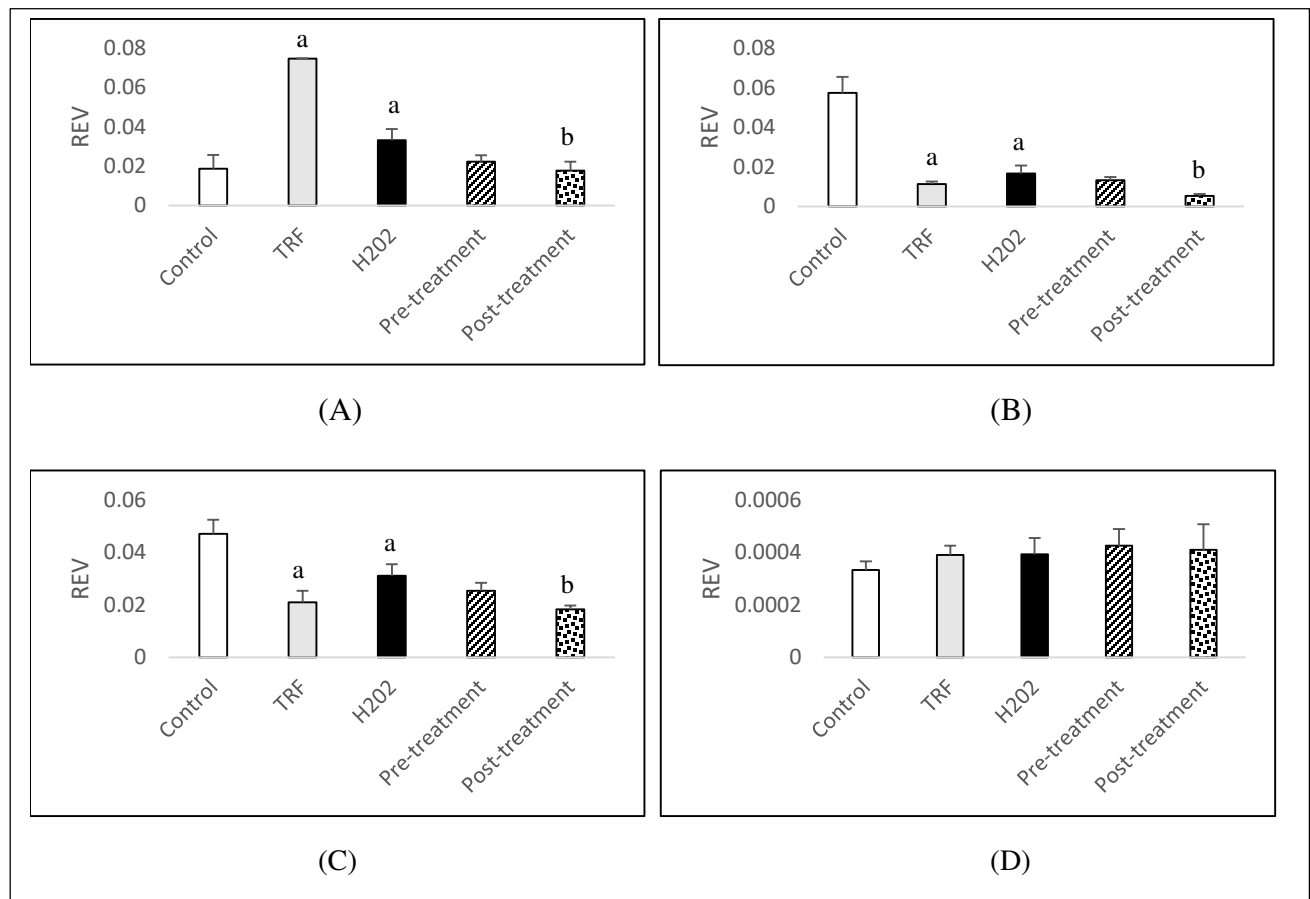 0.08
0.06
0.04
0.02
0
REV
a
a
b
Control
TRF
H202
Pre-treatment
Post-treatment
(A)
0.08
0.06
0.04
0.02
0
REV
a
a
b
Control
TRF
H202
Pre-treatment
Post-treatment
(B)
0.06
0.04
0.02
0
REV
a
a
b
Control
TRF
H202
Pre-treatment
Post-treatment
(C)
0.0006
0.0004
0.0002
0
REV
Control
TRF
H202
Pre-treatment
Post-treatment
(D)